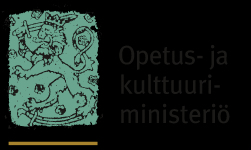 Opetus- ja
kulttuuri-
ministeriö